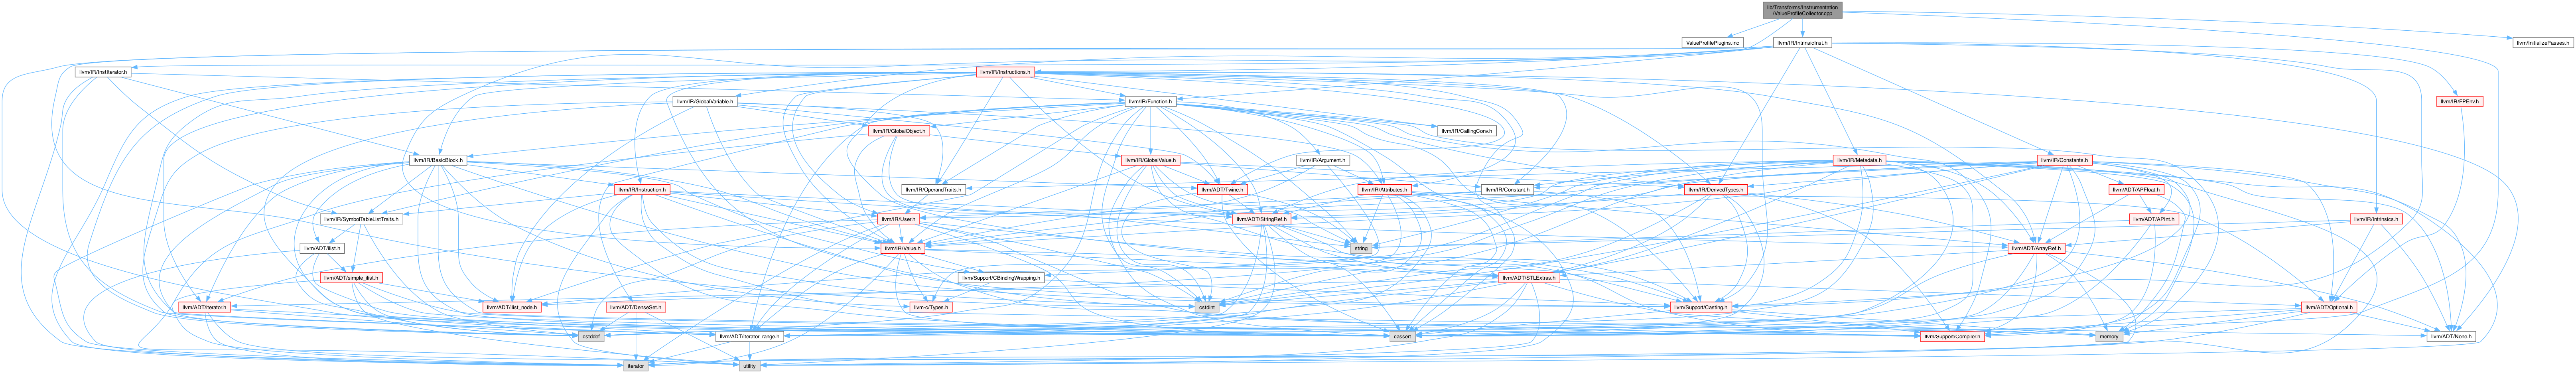 lib/Transforms/Instrumentation
/ValueProfileCollector.cpp
ValueProfilePlugins.inc
llvm/IR/IntrinsicInst.h
llvm/InitializePasses.h
llvm/IR/InstIterator.h
llvm/IR/Instructions.h
llvm/IR/GlobalVariable.h
llvm/IR/Function.h
llvm/IR/FPEnv.h
llvm/IR/GlobalObject.h
llvm/IR/CallingConv.h
llvm/IR/BasicBlock.h
llvm/IR/GlobalValue.h
llvm/IR/Argument.h
llvm/IR/Metadata.h
llvm/IR/Constants.h
llvm/IR/Instruction.h
llvm/IR/OperandTraits.h
llvm/ADT/Twine.h
llvm/IR/Attributes.h
llvm/IR/Constant.h
llvm/IR/DerivedTypes.h
llvm/ADT/APFloat.h
llvm/IR/SymbolTableListTraits.h
llvm/IR/User.h
llvm/ADT/StringRef.h
llvm/ADT/APInt.h
llvm/IR/Intrinsics.h
llvm/ADT/ilist.h
llvm/IR/Value.h
string
llvm/ADT/ArrayRef.h
llvm/ADT/simple_ilist.h
llvm/Support/CBindingWrapping.h
llvm/ADT/STLExtras.h
llvm/ADT/iterator.h
llvm/ADT/ilist_node.h
llvm/ADT/DenseSet.h
llvm-c/Types.h
cstdint
llvm/Support/Casting.h
llvm/ADT/Optional.h
cstddef
llvm/ADT/iterator_range.h
cassert
llvm/Support/Compiler.h
memory
llvm/ADT/None.h
iterator
utility